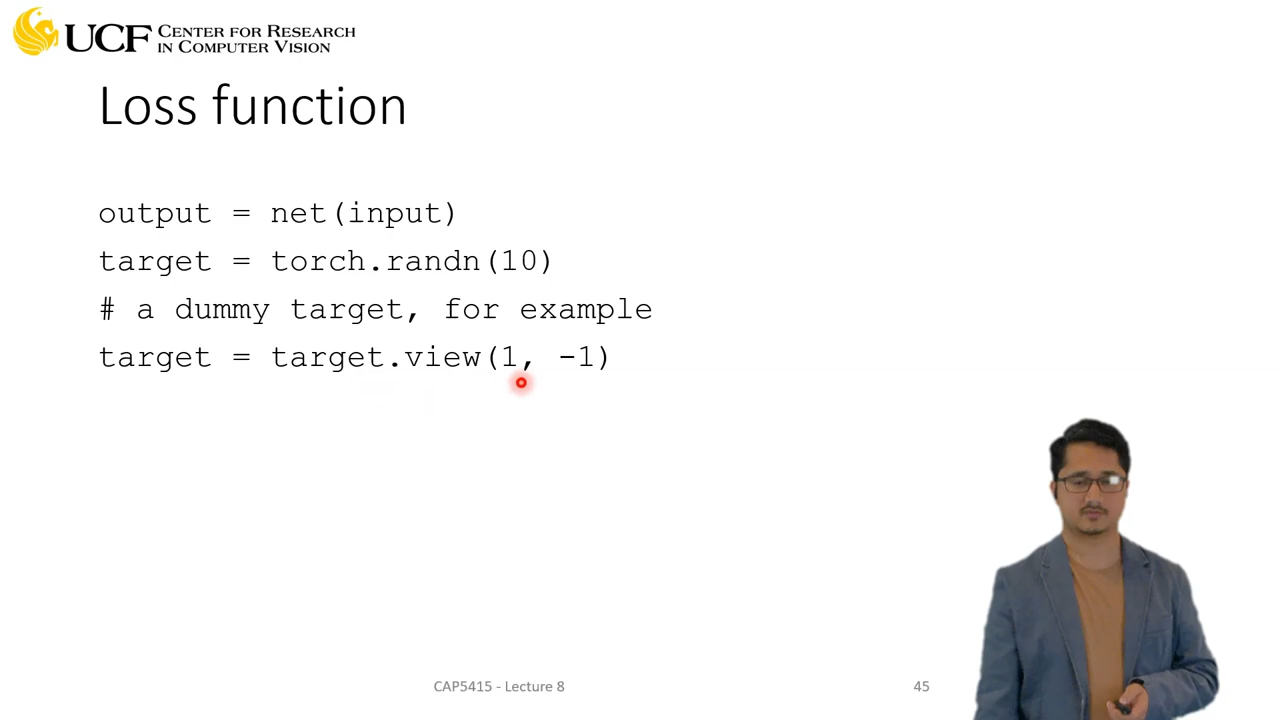 UCF CENTER FOR RESEARCH
IN COMPUTER VISION
Loss function
output = net(input)
target = torch.randn(10)
# a dummy target, for example
target = target.view(1, -1)
CAP5415 - Lecture 8
45